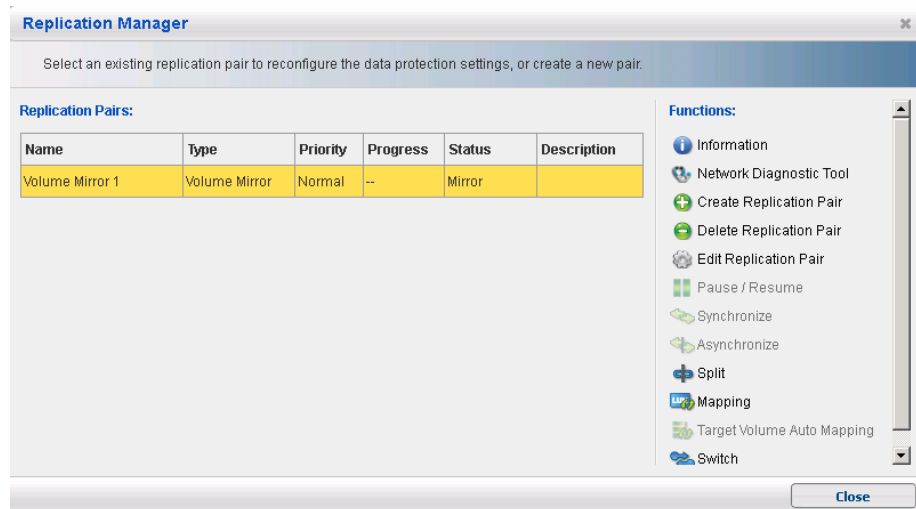 Replication Manager
Select an existing replication pair to reconfigure the data protection settings, or create a new pair.
Replication Pairs:
Name Type Priority Progress Status Description
Volume Mirror 1 Volume Mirror Normal -- Mirror
Functions:
Information
Network Diagnostic Tool
Create Replication Pair
Delete Replication Pair
Edit Replication Pair
Pause / Resume
Synchronize
Asynchronize
Split
Mapping
Target Volume Auto Mapping
Switch
Close